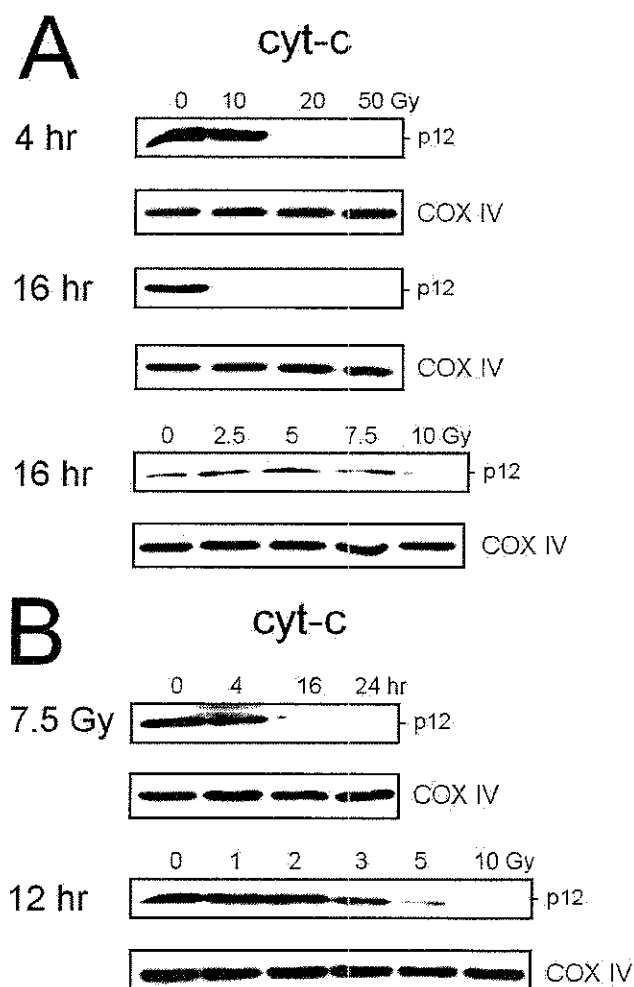 A
cyt-c
0 10 20 50 Gy
4 hr
p12
COX IV
16 hr
p12
COX IV
0 2.5 5 7.5 10 Gy
16 hr
p12
COX IV
B
cyt-c
0 4 16 24 hr
7.5 Gy
p12
COX IV
0 1 2 3 5 10 Gy
12 hr
p12
COX IV